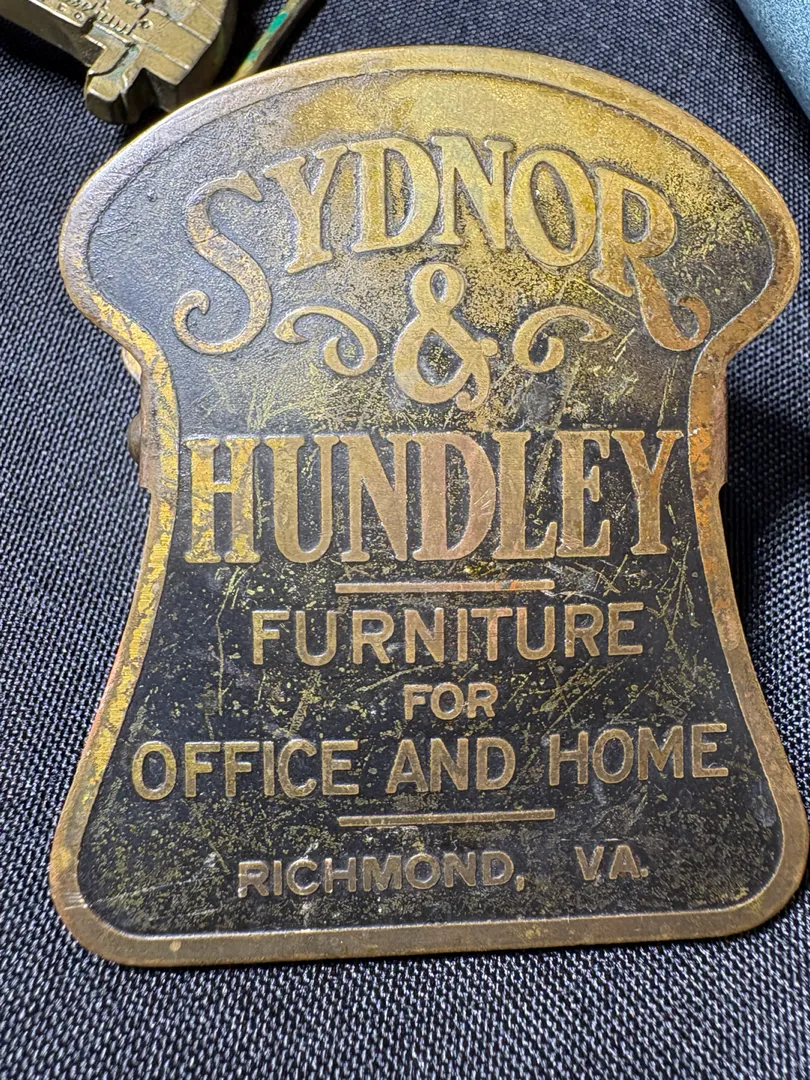 SYDNOR
&
HUNDLEY
FURNITURE
FOR
OFFICE AND HOME
RICHMOND, VA.